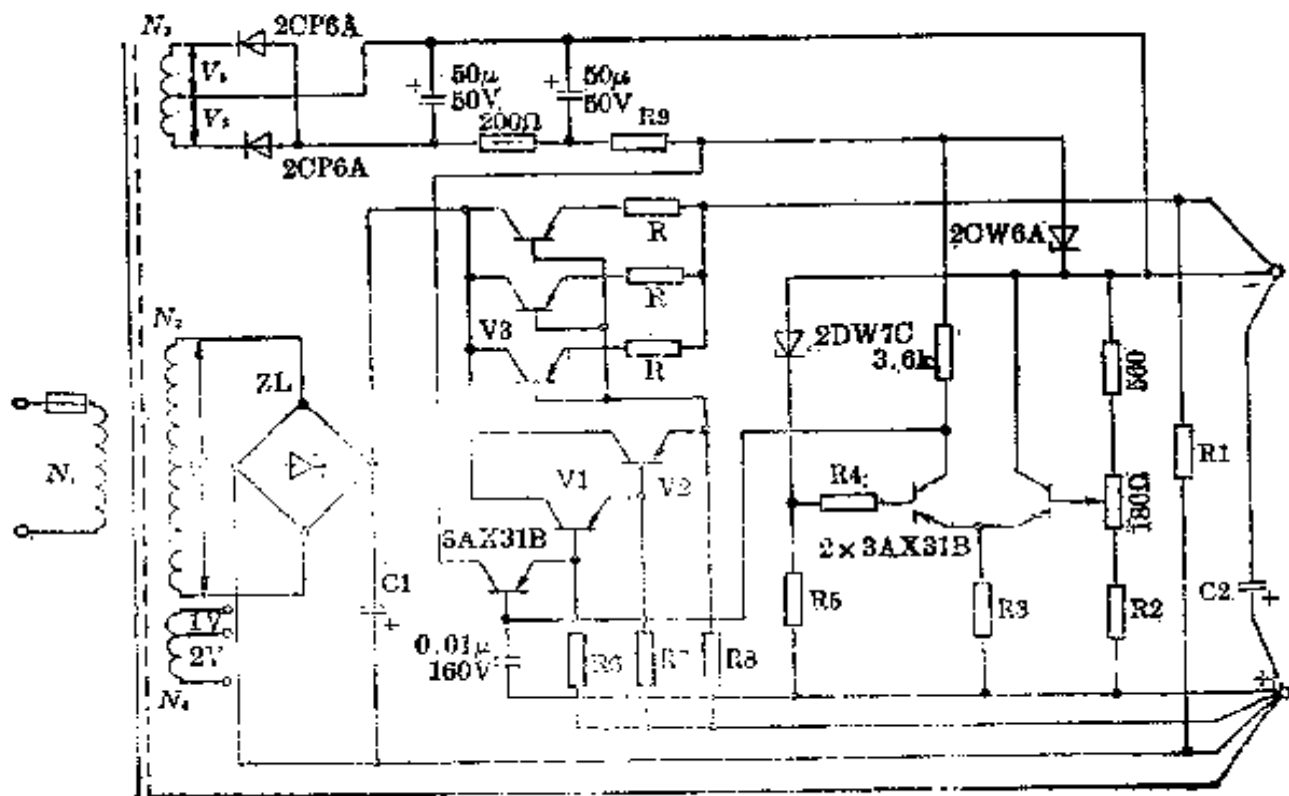 N₃
2CP6A
50μ
50V
50μ
50V
200Ω
R9
2CP6A
R
R
V3
R
2CW6A
2DW7C
3.6k
560
N₂
ZL
V1
V2
R4
180Ω
R1
3AX31B
2×3AX31B
C1
R5
R3
R2
C2
1V
2V
0.01μ
160V
R6
R7
R8
N₄
N₁
+
−